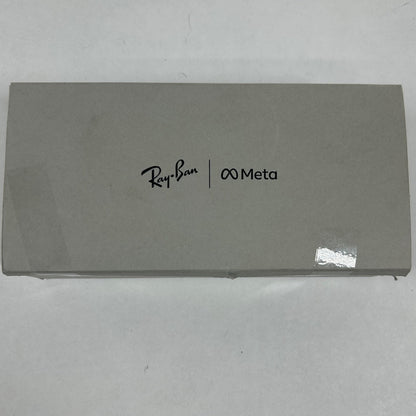 Ray-Ban | ∞ Meta